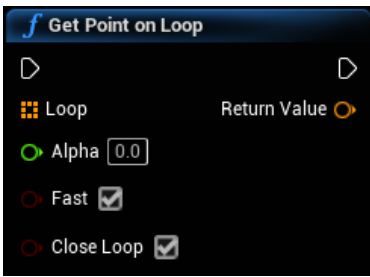 f Get Point on Loop
Loop Return Value
Alpha 0.0
Fast
Close Loop